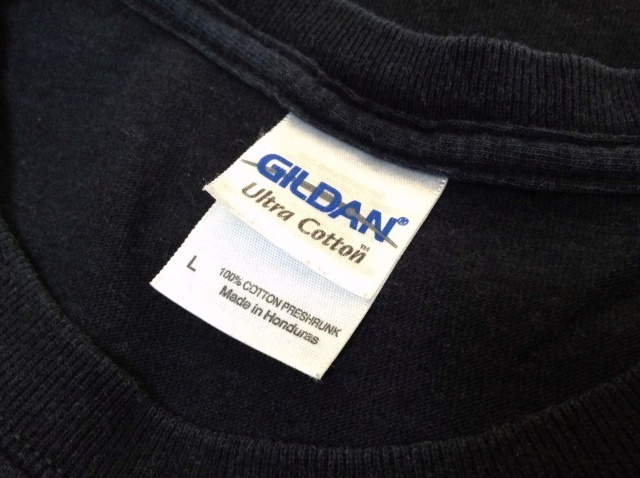 GILDAN®
Ultra Cotton™
L
100% COTTON PRESHRUNK
Made in Honduras